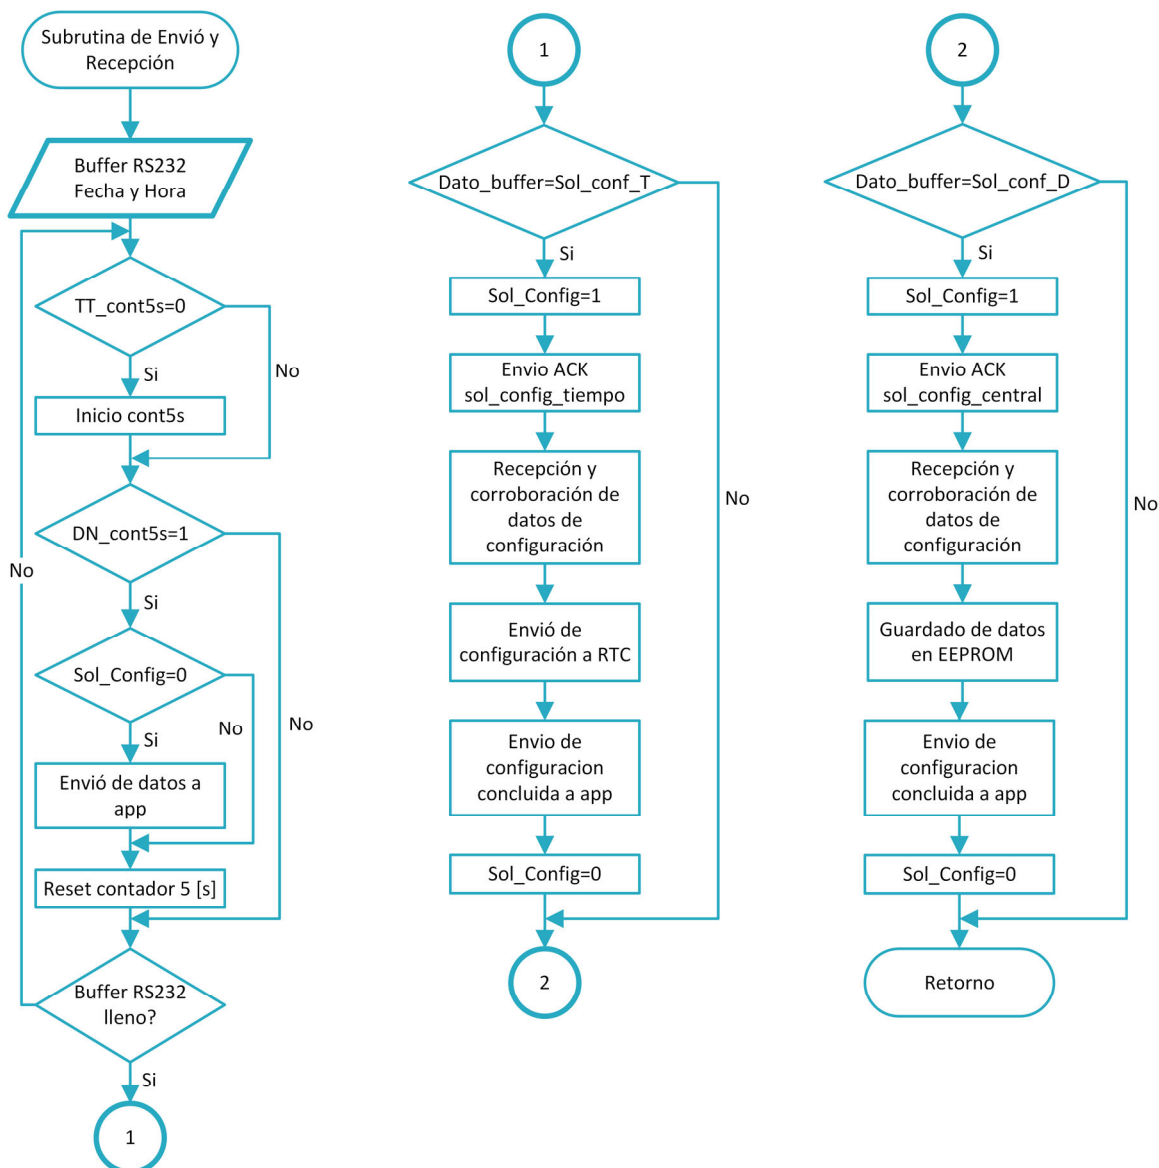 Subrutina de Envió y
Recepción
Buffer RS232
Fecha y Hora
TT_cont5s=0
No
Si
Inicio cont5s
DN_cont5s=1
No
Si
Sol_Config=0
No
No
Si
Envió de datos a
app
Reset contador 5 [s]
Buffer RS232
lleno?
Si
1
1
Dato_buffer=Sol_conf_T
Si
Sol_Config=1
Envio ACK
sol_config_tiempo
Recepción y
corroboración de
datos de
configuración
No
Envió de
configuración a RTC
Envio de
configuracion
concluida a app
Sol_Config=0
2
2
Dato_buffer=Sol_conf_D
Si
Sol_Config=1
Envio ACK
sol_config_central
Recepción y
corroboración de
datos de
configuración
No
Guardado de datos
en EEPROM
Envio de
configuracion
concluida a app
Sol_Config=0
Retorno